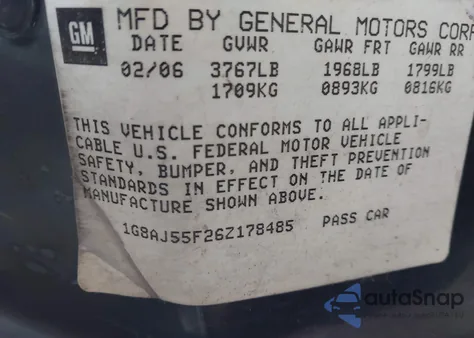 GM
MFD BY GENERAL MOTORS CORP
DATE GVWR GAWR FRT GAWR RR
02/06 3767LB 1968LB 1799LB
1709KG 0893KG 0816KG
THIS VEHICLE CONFORMS TO ALL APPLI-
CABLE U.S. FEDERAL MOTOR VEHICLE
SAFETY, BUMPER, AND THEFT PREVENTION
STANDARDS IN EFFECT ON THE DATE OF
MANUFACTURE SHOWN ABOVE.
1G8AJ55F26Z178485 PASS CAR
autoSnap